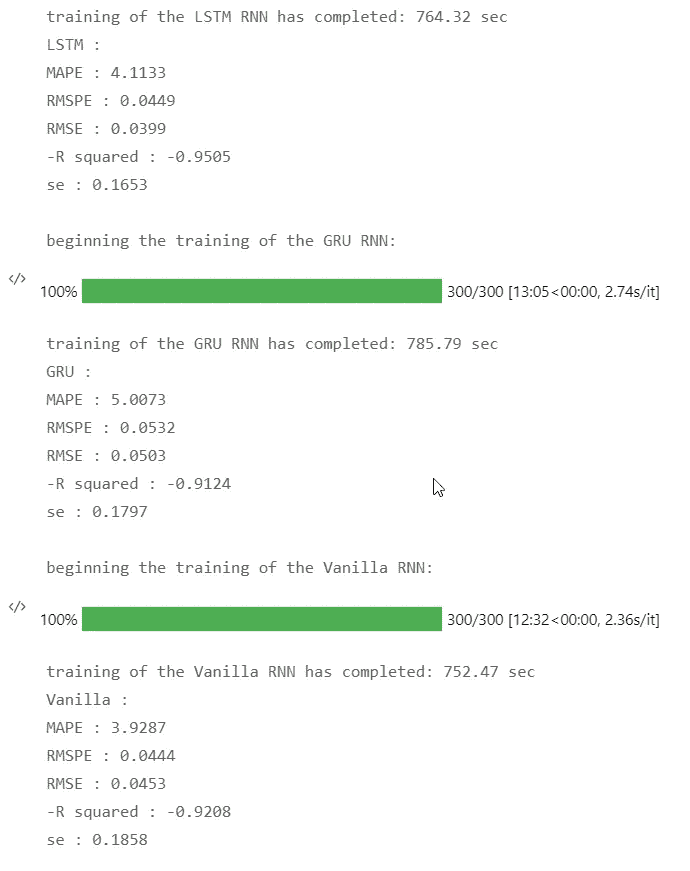 training of the LSTM RNN has completed: 764.32 sec
LSTM :
MAPE : 4.1133
RMSPE : 0.0449
RMSE : 0.0399
-R squared : -0.9505
se : 0.1653
beginning the training of the GRU RNN:
</>
100% 300/300 [13:05<00:00, 2.74s/it]
training of the GRU RNN has completed: 785.79 sec
GRU :
MAPE : 5.0073
RMSPE : 0.0532
RMSE : 0.0503
-R squared : -0.9124
se : 0.1797
beginning the training of the Vanilla RNN:
</>
100% 300/300 [12:32<00:00, 2.36s/it]
training of the Vanilla RNN has completed: 752.47 sec
Vanilla :
MAPE : 3.9287
RMSPE : 0.0444
RMSE : 0.0453
-R squared : -0.9208
se : 0.1858